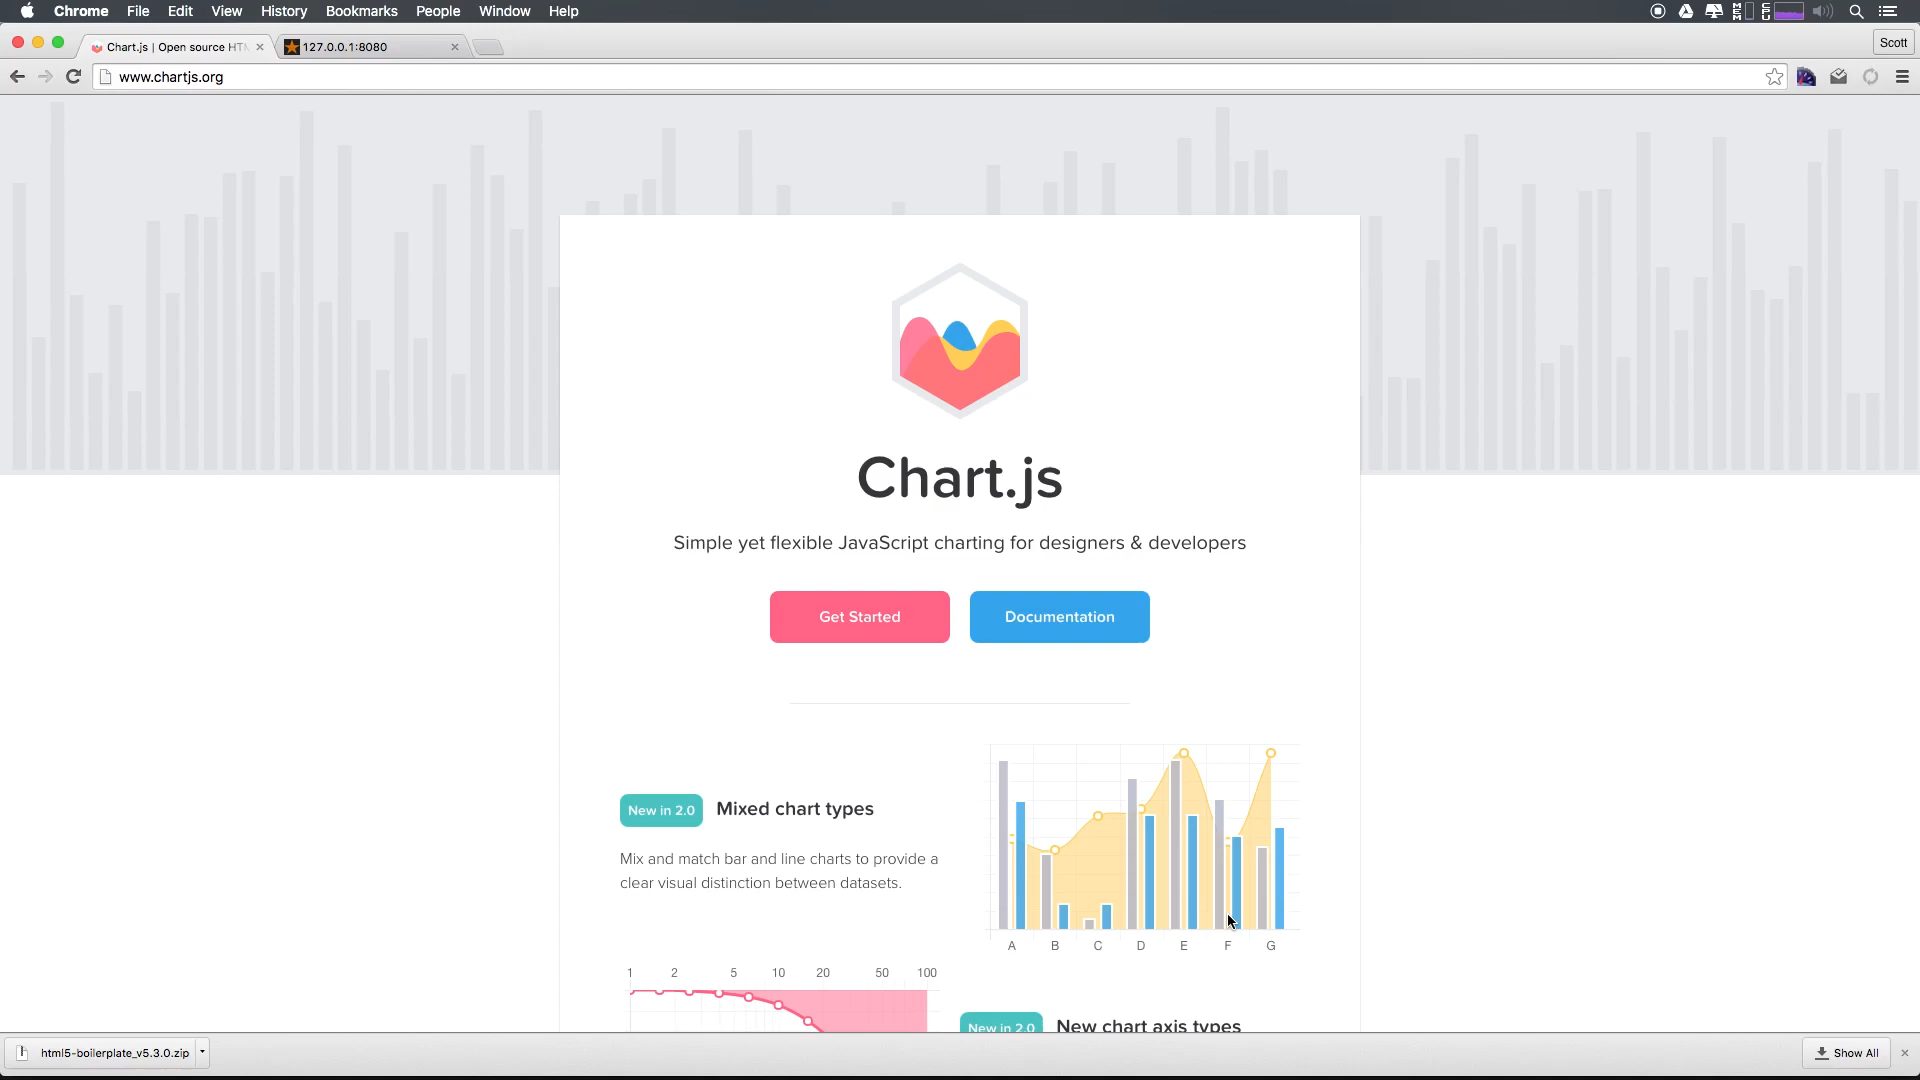 Chrome File Edit View History Bookmarks People Window Help
MEM CPU
Chart.js | Open source HTM 127.0.0.1:8080 Scott
www.chartjs.org
Chart.js
Simple yet flexible JavaScript charting for designers & developers
Get Started Documentation
New in 2.0 Mixed chart types
Mix and match bar and line charts to provide a
clear visual distinction between datasets.
A B C D E F G
1 2 5 10 20 50 100
New in 2.0 New chart axis types
html5-boilerplate_v5.3.0.zip Show All